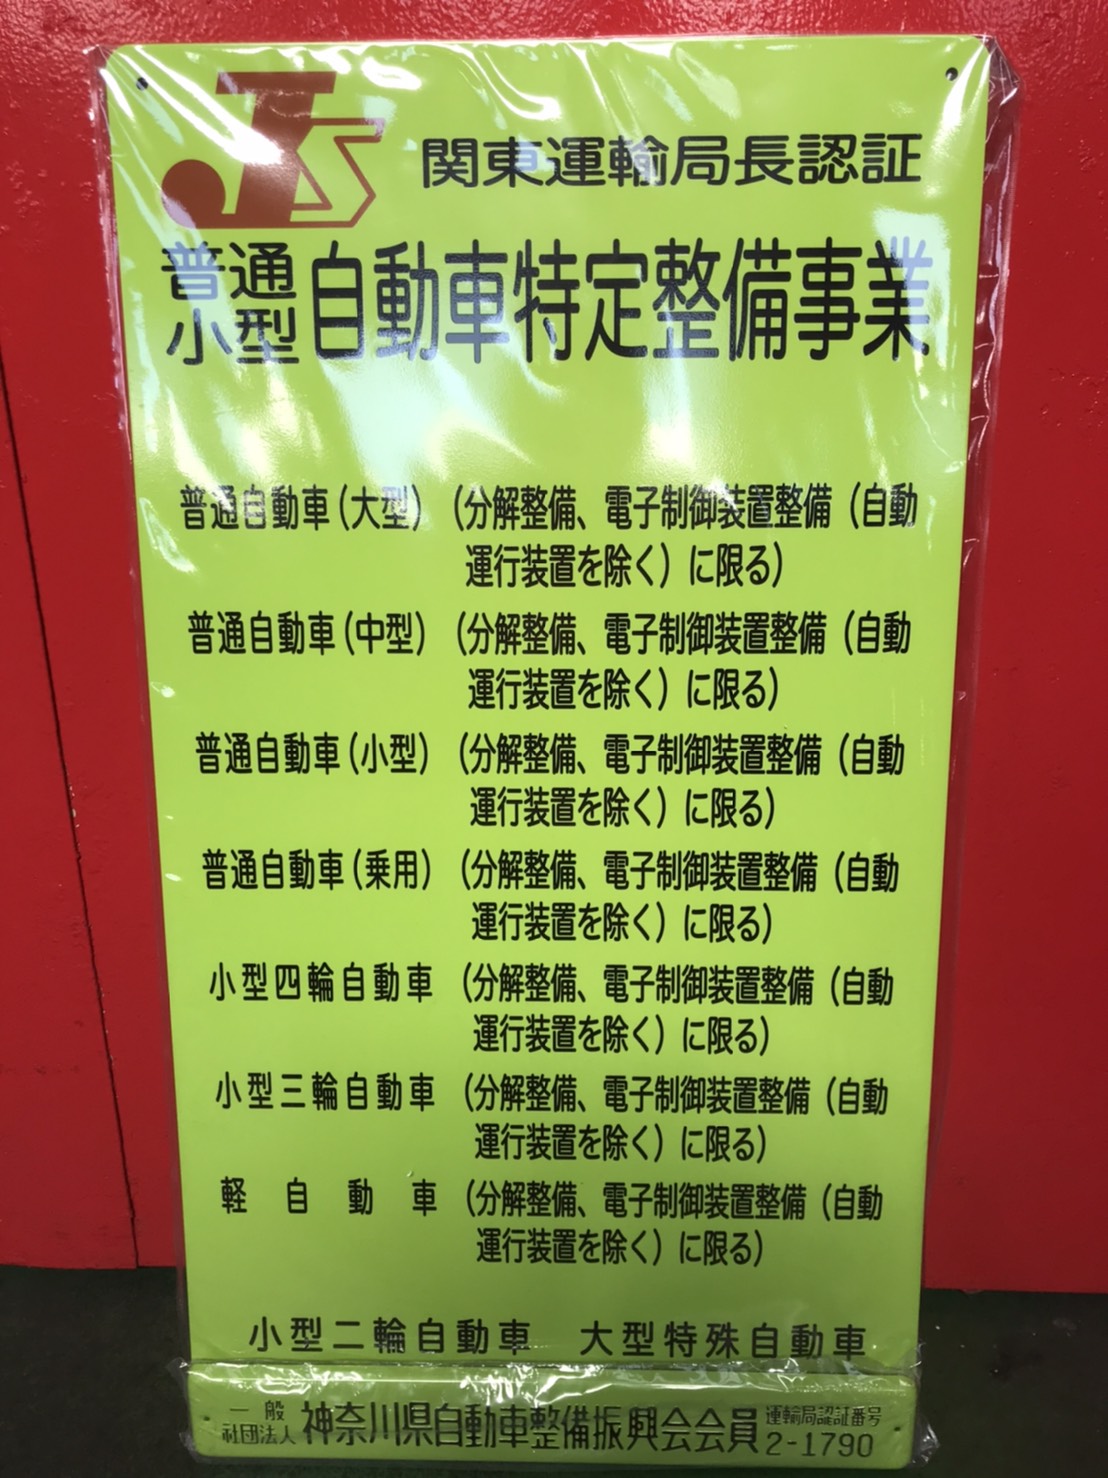 JS
関東運輸局長認証
普通
小型
自動車特定整備事業
普通自動車(大型) (分解整備、電子制御装置整備(自動
運行装置を除く)に限る)
普通自動車(中型) (分解整備、電子制御装置整備(自動
運行装置を除く)に限る)
普通自動車(小型) (分解整備、電子制御装置整備(自動
運行装置を除く)に限る)
普通自動車(乗用) (分解整備、電子制御装置整備(自動
運行装置を除く)に限る)
小型四輪自動車 (分解整備、電子制御装置整備(自動
運行装置を除く)に限る)
小型三輪自動車 (分解整備、電子制御装置整備(自動
運行装置を除く)に限る)
軽自動車 (分解整備、電子制御装置整備(自動
運行装置を除く)に限る)
小型二輪自動車 大型特殊自動車
一般
社団法人
神奈川県自動車整備振興会会員
運輸局認証番号
2-1790